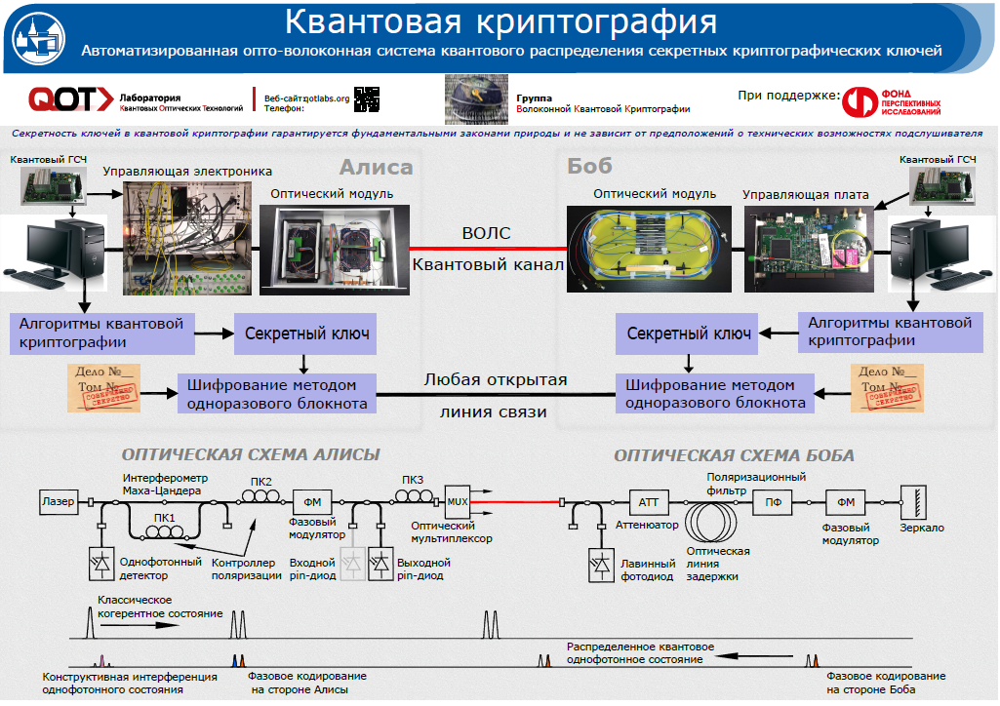 Квантовая криптография
Автоматизированная опто-волоконная система квантового распределения секретных криптографических ключей
QOT
Лаборатория
Квантовых Оптических Технологий
Веб-сайт:qotlabs.org
Телефон:
Группа
Волоконной Квантовой Криптографии
При поддержке:
ФОНД
ПЕРСПЕКТИВНЫХ
ИССЛЕДОВАНИЙ
Секретность ключей в квантовой криптографии гарантируется фундаментальными законами природы и не зависит от предположений о технических возможностях подслушивателя
Квантовый ГСЧ
Управляющая электроника
Алиса
Оптический модуль
ВОЛС
Квантовый канал
Боб
Оптический модуль
Управляющая плата
Квантовый ГСЧ
Алгоритмы квантовой
криптографии
Секретный ключ
Секретный ключ
Алгоритмы квантовой
криптографии
Дело №__
Том №__
СОВЕРШЕННО
СЕКРЕТНО
Шифрование методом
одноразового блокнота
Любая открытая
линия связи
Шифрование методом
одноразового блокнота
Дело №__
Том №__
СОВЕРШЕННО
СЕКРЕТНО
ОПТИЧЕСКАЯ СХЕМА АЛИСЫ
ОПТИЧЕСКАЯ СХЕМА БОБА
Лазер
Интерферометр
Маха-Цандера
ПК1
ПК2
ФМ
Фазовый
модулятор
ПК3
MUX
Оптический
мультиплексор
Однофотонный
детектор
Контроллер
поляризации
Входной
pin-диод
Выходной
pin-диод
АТТ
Аттенюатор
Поляризационный
фильтр
ПФ
ФМ
Фазовый
модулятор
Зеркало
Лавинный
фотодиод
Оптическая
линия
задержки
Классическое
когерентное состояние
Распределенное квантовое
однофотонное состояние
Конструктивная интерференция
однофотонного состояния
Фазовое кодирование
на стороне Алисы
Фазовое кодирование
на стороне Боба